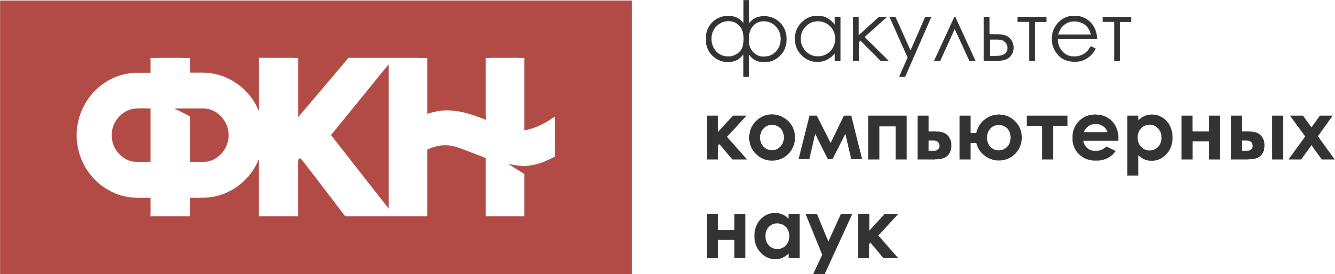 ФКН
факультет
компьютерных
наук